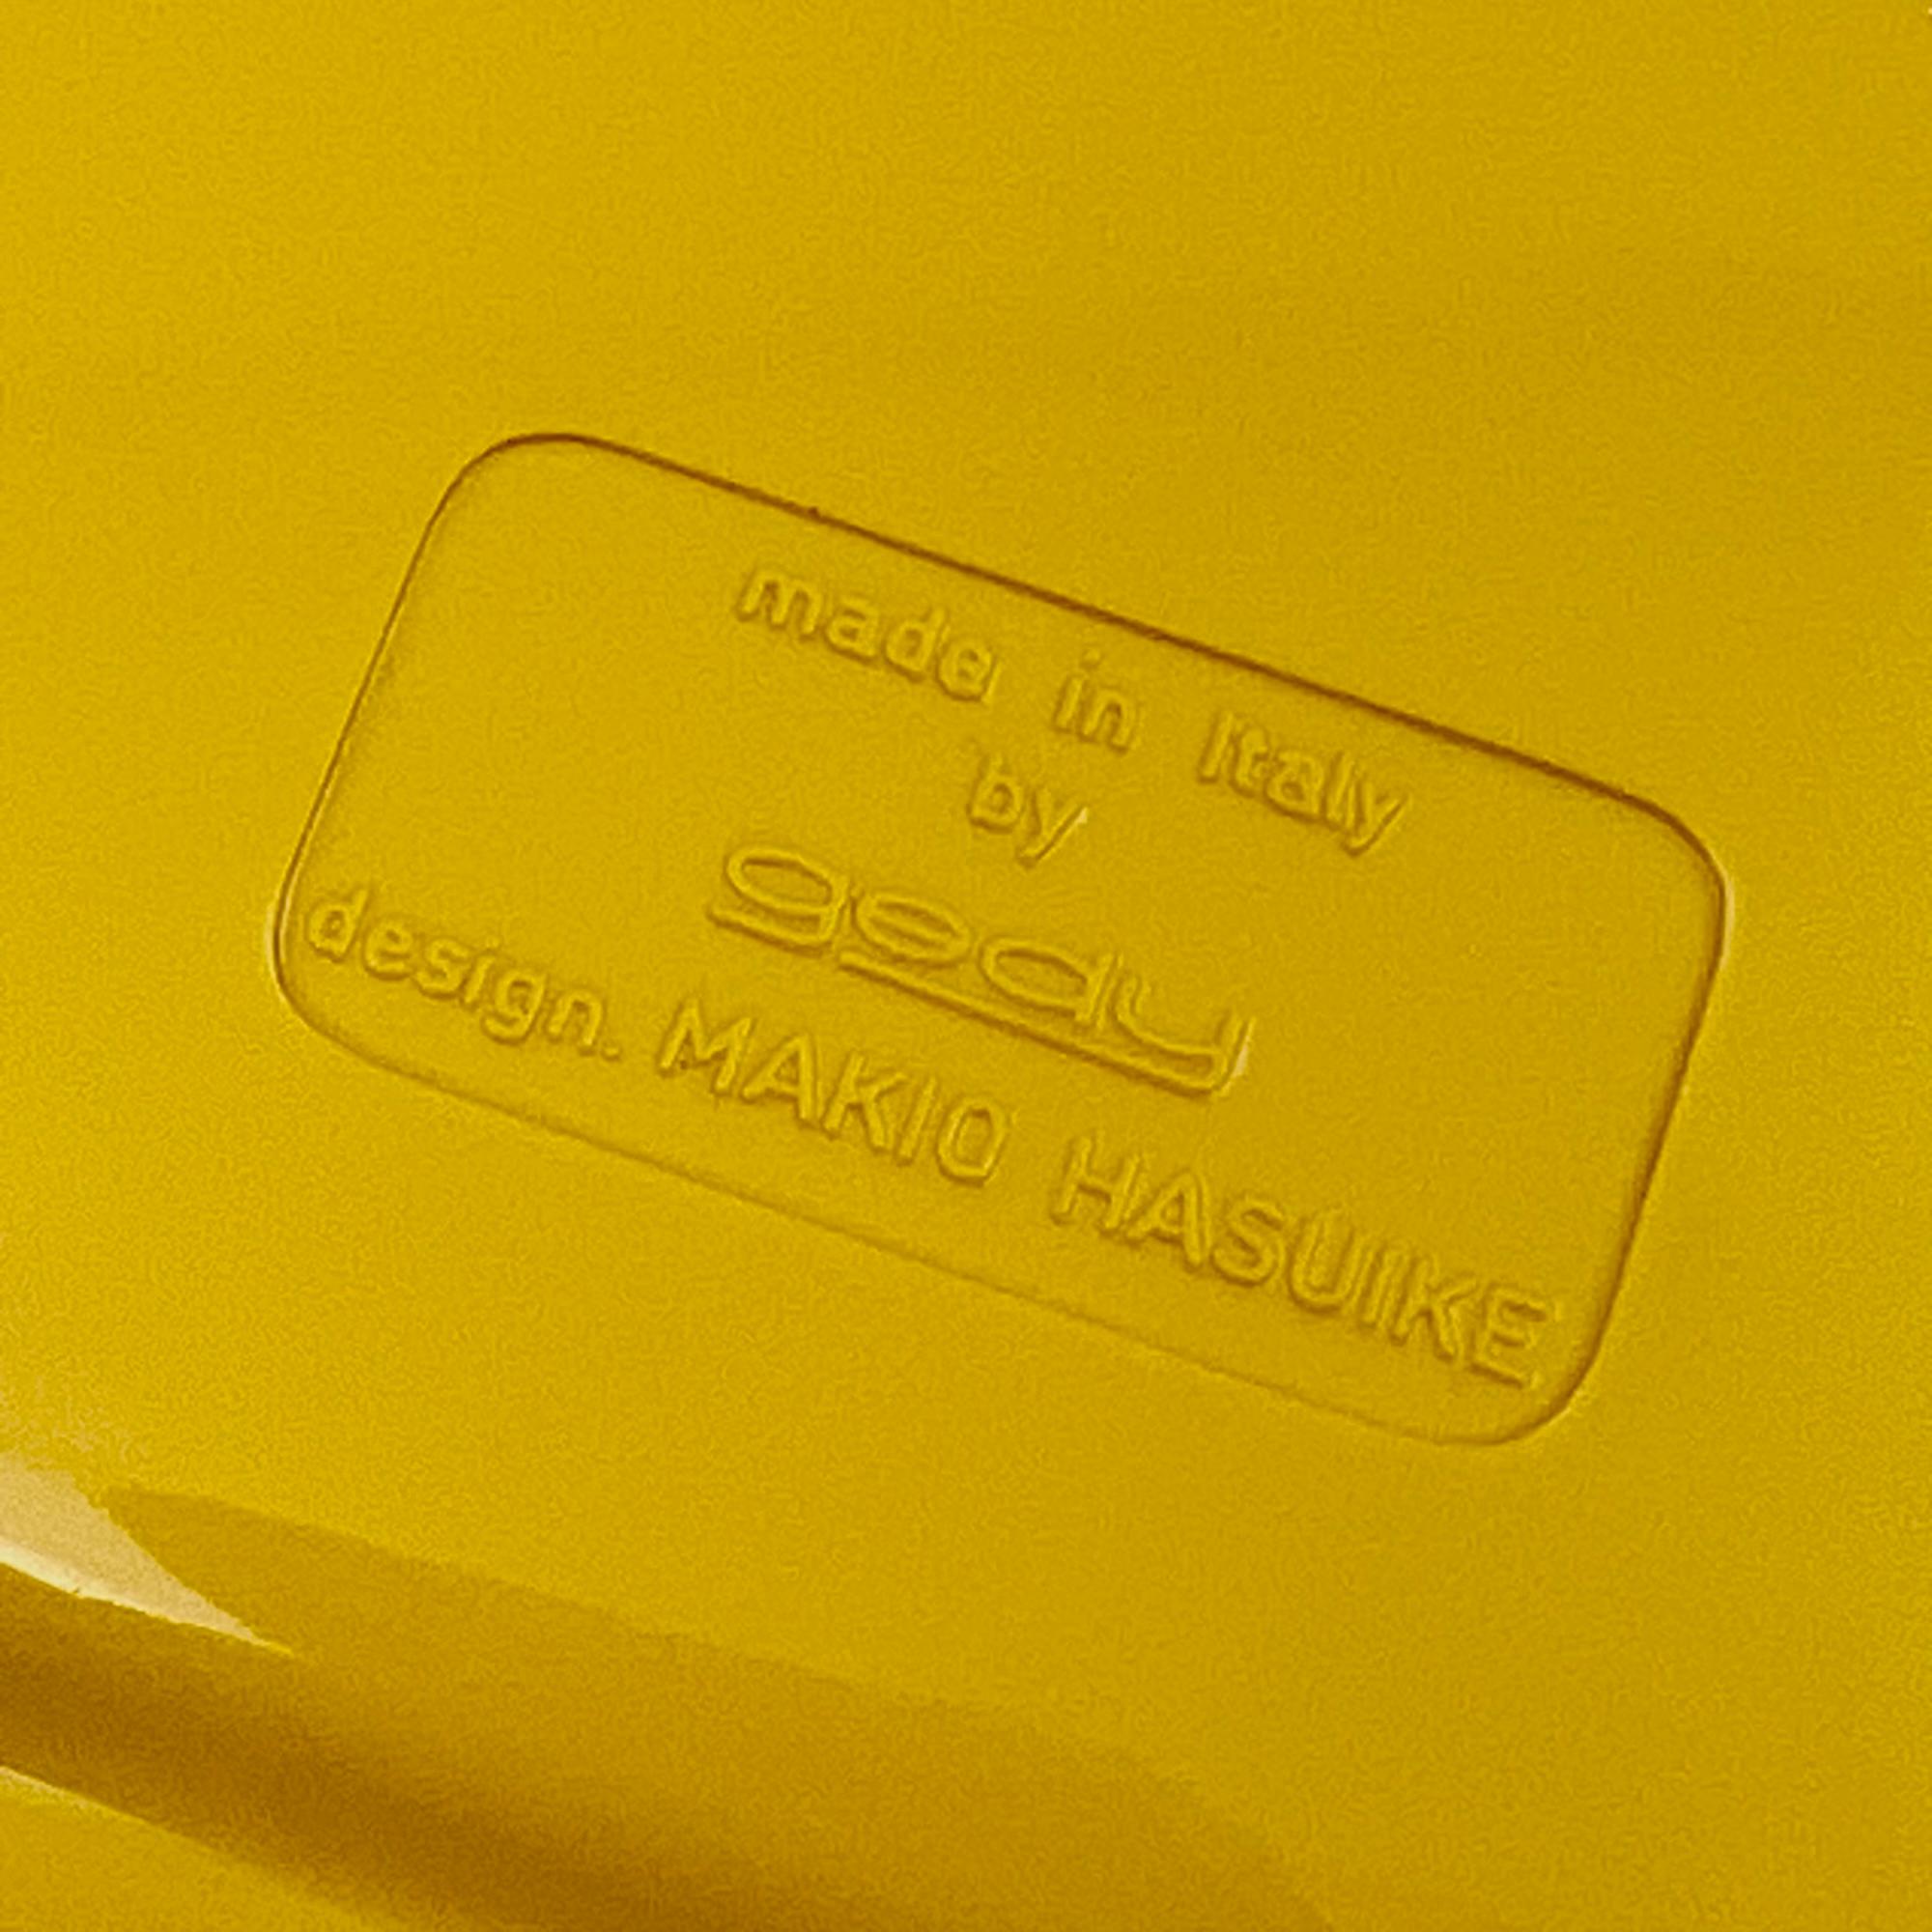 made in Italy
by
gedy
design. MAKIO HASUIKE